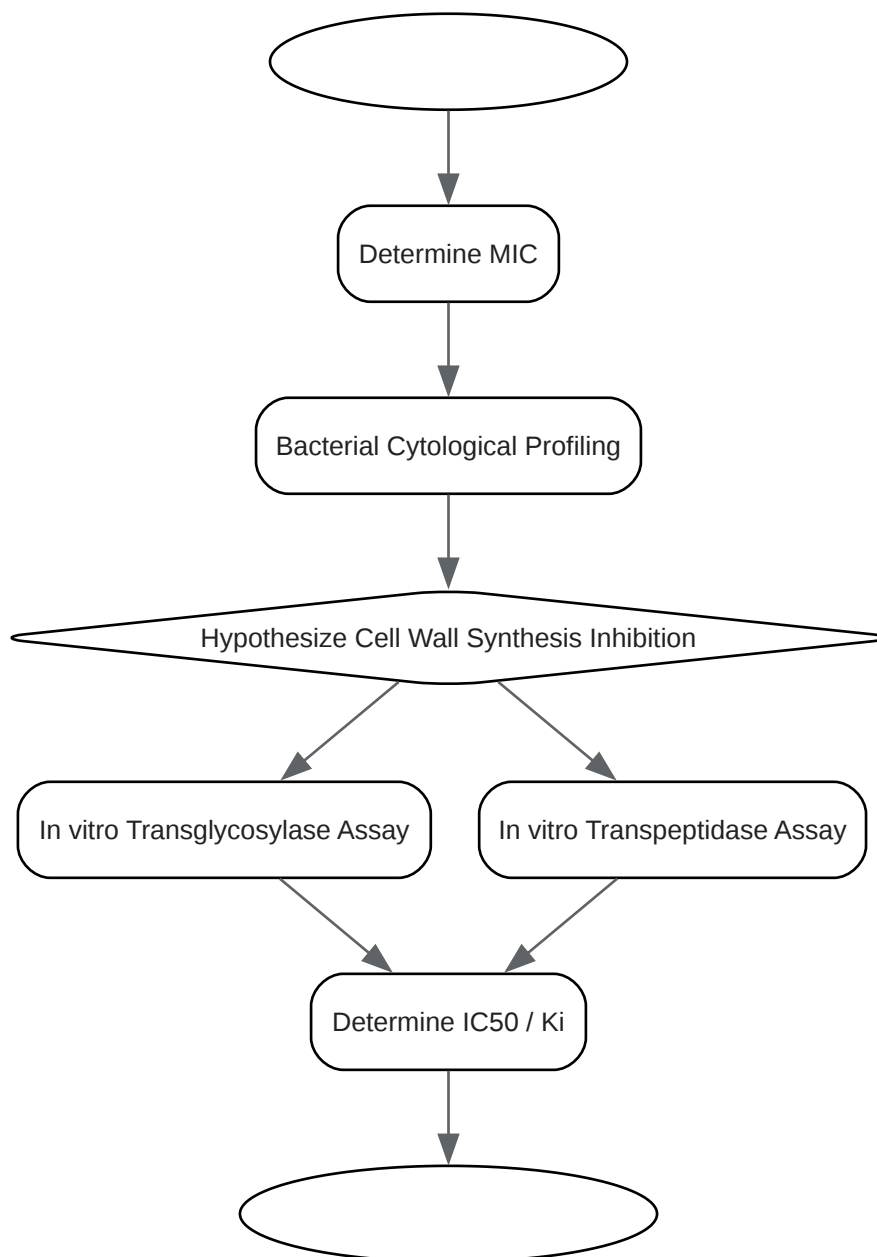 Determine MIC
Bacterial Cytological Profiling
Hypothesize Cell Wall Synthesis Inhibition
In vitro Transglycosylase Assay
In vitro Transpeptidase Assay
Determine IC50 / Ki